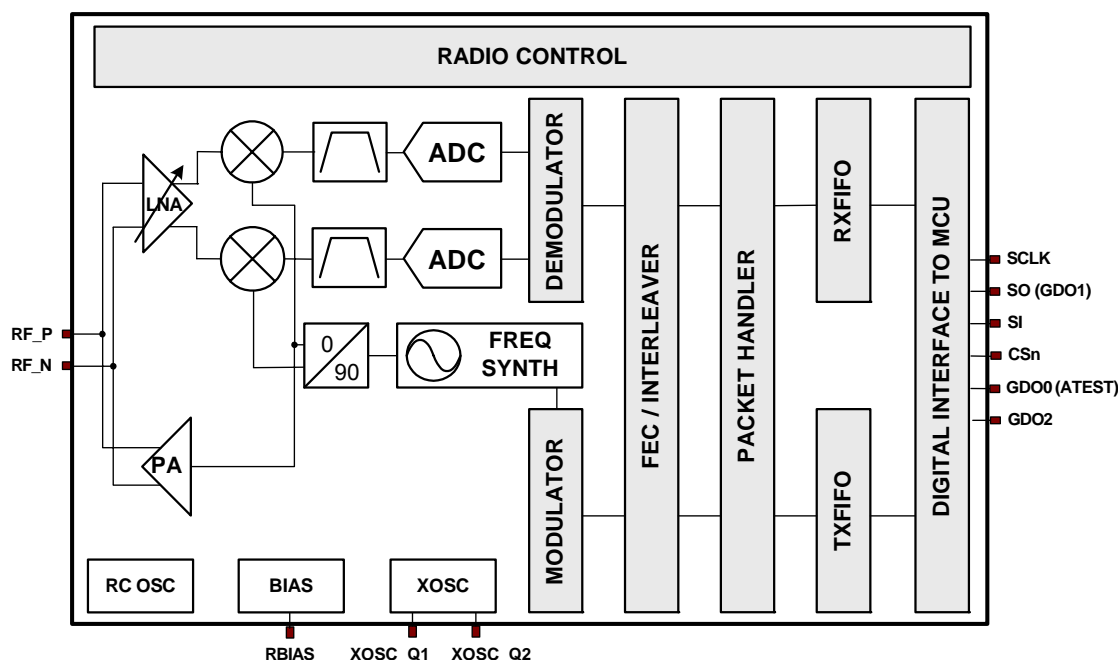 RADIO CONTROL
LNA
ADC
ADC
0
90
FREQ
SYNTH
PA
DEMODULATOR
MODULATOR
FEC / INTERLEAVER
PACKET HANDLER
RXFIFO
TXFIFO
DIGITAL INTERFACE TO MCU
RF_P
RF_N
SCLK
SO (GDO1)
SI
CSn
GDO0 (ATEST)
GDO2
RC OSC
BIAS
XOSC
RBIAS
XOSC_Q1
XOSC_Q2